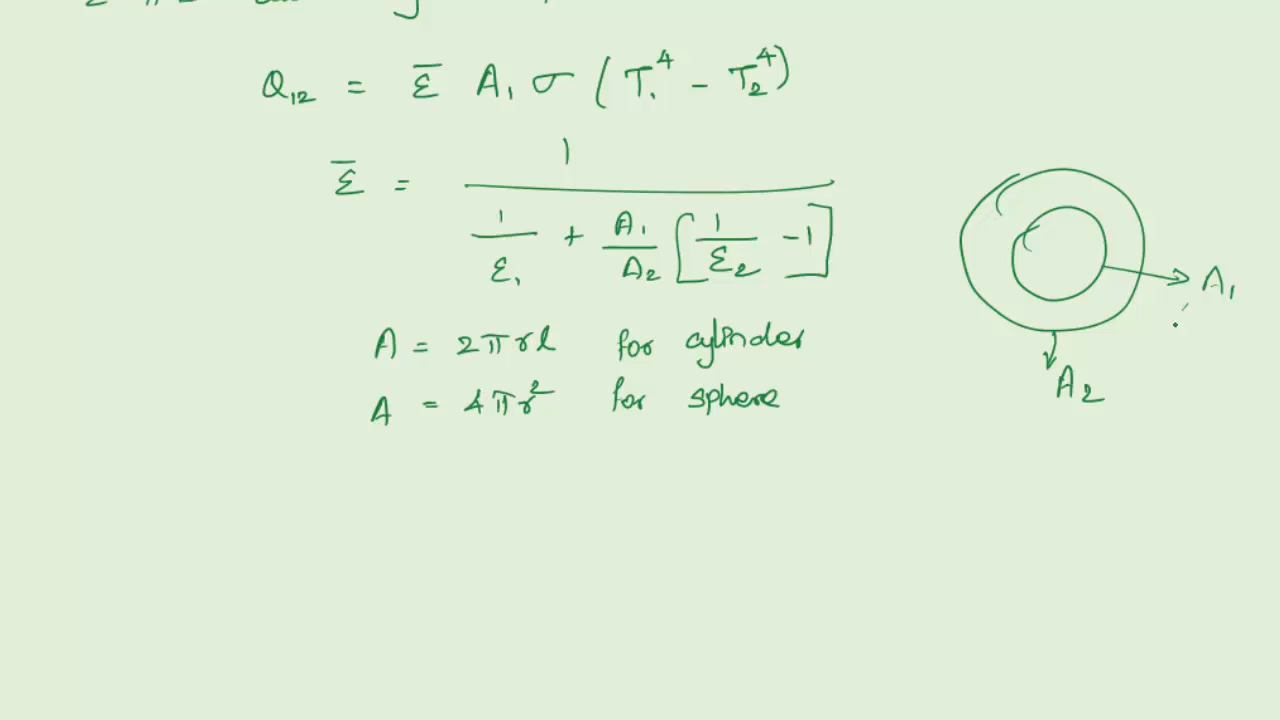 Q₁₂ = ε̅ A₁ σ (T₁⁴ - T₂⁴)
ε̅ = 1 / (1/ε₁ + A₁/A₂ [1/ε₂ - 1])
A = 2πrl for cylinder
A = 4πr² for sphere
A₁
A₂